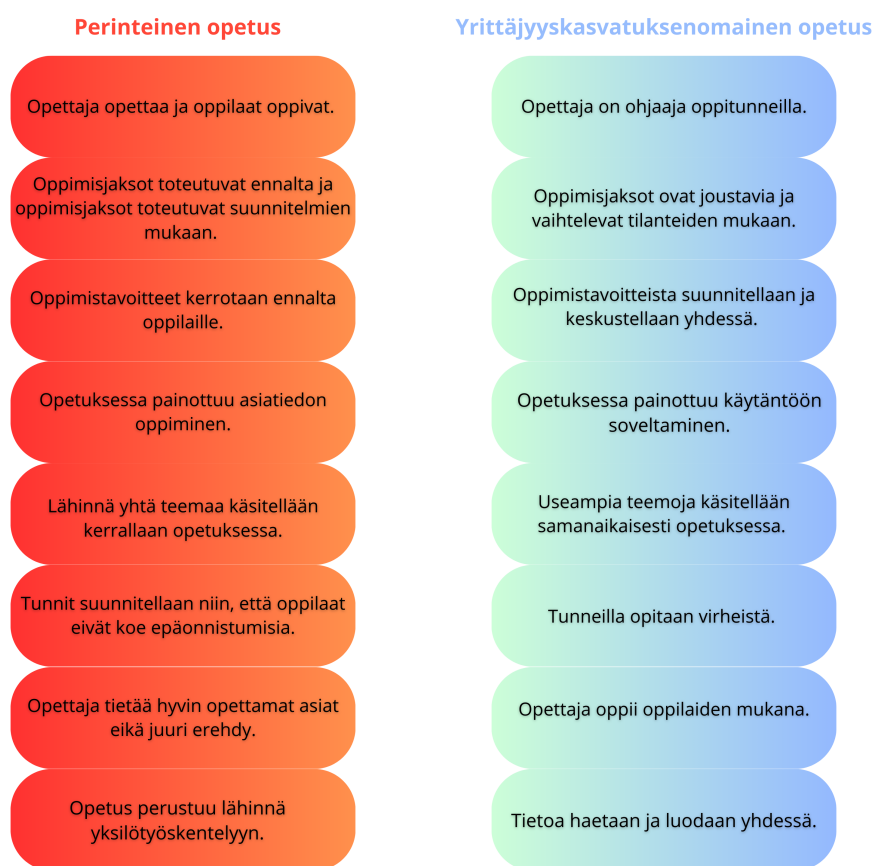 Perinteinen opetus
Opettaja opettaa ja oppilaat oppivat.
Oppimisjaksot toteutuvat ennalta ja
oppimisjaksot toteutuvat suunnitelmien
mukaan.
Oppimistavoitteet kerrotaan ennalta
oppilaille.
Opetuksessa painottuu asiatiedon
oppiminen.
Lähinnä yhtä teemaa käsitellään
kerrallaan opetuksessa.
Tunnit suunnitellaan niin, että oppilaat
eivät koe epäonnistumisia.
Opettaja tietää hyvin opettamat asiat
eikä juuri erehdy.
Opetus perustuu lähinnä
yksilötyöskentelyyn.
Yrittäjyyskasvatuksenomainen opetus
Opettaja on ohjaaja oppitunneilla.
Oppimisjaksot ovat joustavia ja
vaihtelevat tilanteiden mukaan.
Oppimistavoitteista suunnitellaan ja
keskustellaan yhdessä.
Opetuksessa painottuu käytäntöön
soveltaminen.
Useampia teemoja käsitellään
samanaikaisesti opetuksessa.
Tunneilla opitaan virheistä.
Opettaja oppii oppilaiden mukana.
Tietoa haetaan ja luodaan yhdessä.